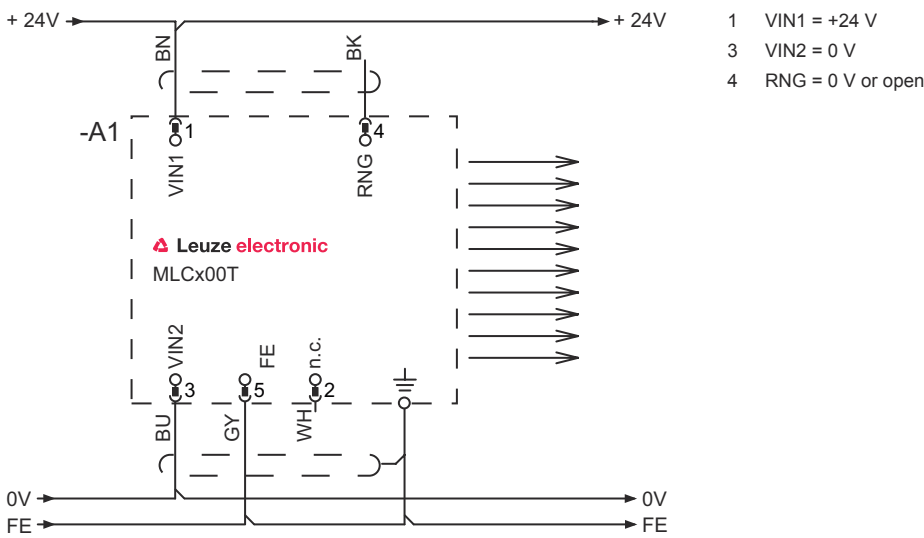 + 24V
+ 24V
1 VIN1 = +24 V
3 VIN2 = 0 V
4 RNG = 0 V or open
BN
BK
-A1
1
4
VIN1
RNG
Leuze electronic
MLCx00T
VIN2
FE
n.c.
3
5
2
BU
GY
WH
0V
0V
FE
FE